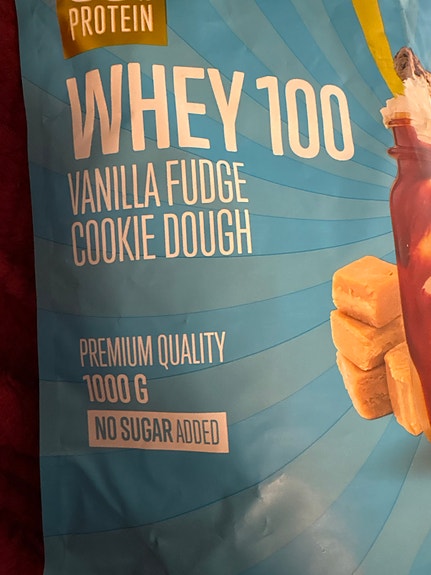 PROTEIN
WHEY 100
VANILLA FUDGE
COOKIE DOUGH
PREMIUM QUALITY
1000 G
NO SUGAR ADDED